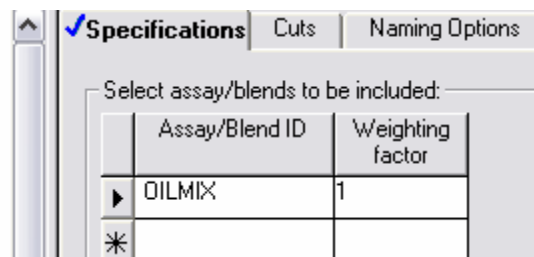 Specifications Cuts Naming Options
Select assay/blends to be included:
Assay/Blend ID Weighting factor
OILMIX 1